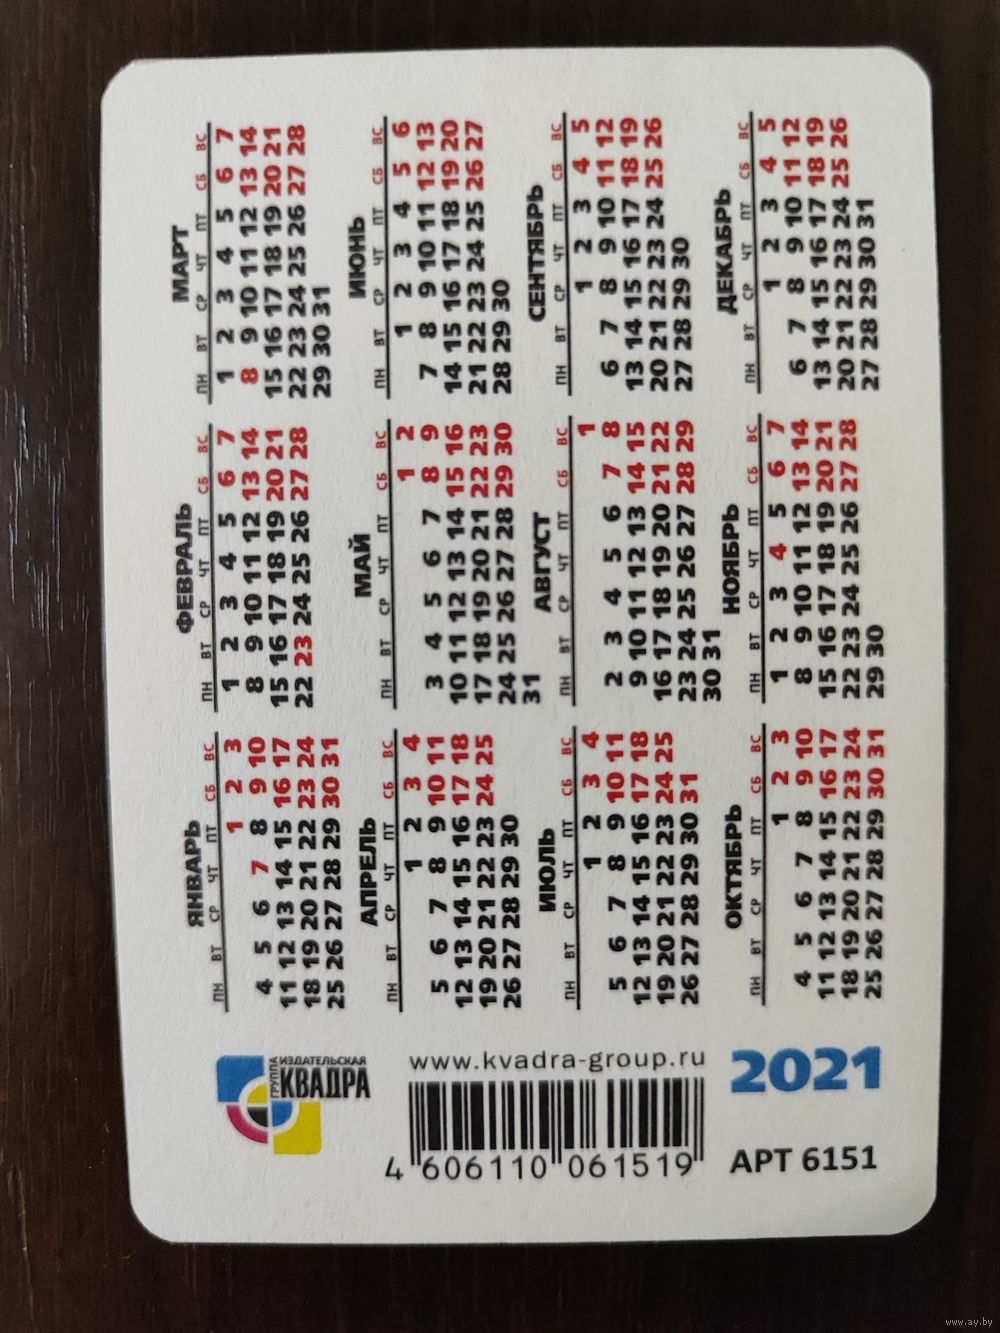 ЯНВАРЬ
ПН ВТ СР ЧТ ПТ СБ ВС
1 2 3
4 5 6 7 8 9 10
11 12 13 14 15 16 17
18 19 20 21 22 23 24
25 26 27 28 29 30 31
ФЕВРАЛЬ
ПН ВТ СР ЧТ ПТ СБ ВС
1 2 3 4 5 6 7
8 9 10 11 12 13 14
15 16 17 18 19 20 21
22 23 24 25 26 27 28
МАРТ
ПН ВТ СР ЧТ ПТ СБ ВС
1 2 3 4 5 6 7
8 9 10 11 12 13 14
15 16 17 18 19 20 21
22 23 24 25 26 27 28
29 30 31
АПРЕЛЬ
ПН ВТ СР ЧТ ПТ СБ ВС
1 2 3 4
5 6 7 8 9 10 11
12 13 14 15 16 17 18
19 20 21 22 23 24 25
26 27 28 29 30
МАЙ
ПН ВТ СР ЧТ ПТ СБ ВС
1 2
3 4 5 6 7 8 9
10 11 12 13 14 15 16
17 18 19 20 21 22 23
24 25 26 27 28 29 30
31
ИЮНЬ
ПН ВТ СР ЧТ ПТ СБ ВС
1 2 3 4 5 6
7 8 9 10 11 12 13
14 15 16 17 18 19 20
21 22 23 24 25 26 27
28 29 30
ИЮЛЬ
ПН ВТ СР ЧТ ПТ СБ ВС
1 2 3 4
5 6 7 8 9 10 11
12 13 14 15 16 17 18
19 20 21 22 23 24 25
26 27 28 29 30 31
АВГУСТ
ПН ВТ СР ЧТ ПТ СБ ВС
1
2 3 4 5 6 7 8
9 10 11 12 13 14 15
16 17 18 19 20 21 22
23 24 25 26 27 28 29
30 31
СЕНТЯБРЬ
ПН ВТ СР ЧТ ПТ СБ ВС
1 2 3 4 5
6 7 8 9 10 11 12
13 14 15 16 17 18 19
20 21 22 23 24 25 26
27 28 29 30
ОКТЯБРЬ
ПН ВТ СР ЧТ ПТ СБ ВС
1 2 3
4 5 6 7 8 9 10
11 12 13 14 15 16 17
18 19 20 21 22 23 24
25 26 27 28 29 30 31
НОЯБРЬ
ПН ВТ СР ЧТ ПТ СБ ВС
1 2 3 4 5 6 7
8 9 10 11 12 13 14
15 16 17 18 19 20 21
22 23 24 25 26 27 28
29 30
ДЕКАБРЬ
ПН ВТ СР ЧТ ПТ СБ ВС
1 2 3 4 5
6 7 8 9 10 11 12
13 14 15 16 17 18 19
20 21 22 23 24 25 26
27 28 29 30 31
ИЗДАТЕЛЬСКАЯ
ГРУППА
КВАДРА
www.kvadra-group.ru
4 606110 061519
2021
АРТ 6151
www.ay.by